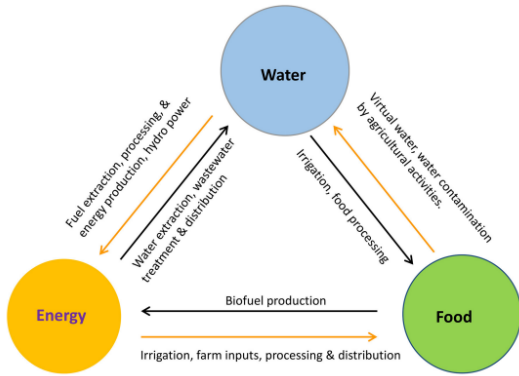 Water
Fuel extraction, processing, &
energy production, hydro power
Water extraction, wastewater
treatment & distribution
Irrigation, food processing
Virtual water, water contamination
by agricultural activities.
Energy
Biofuel production
Food
Irrigation, farm inputs, processing & distribution